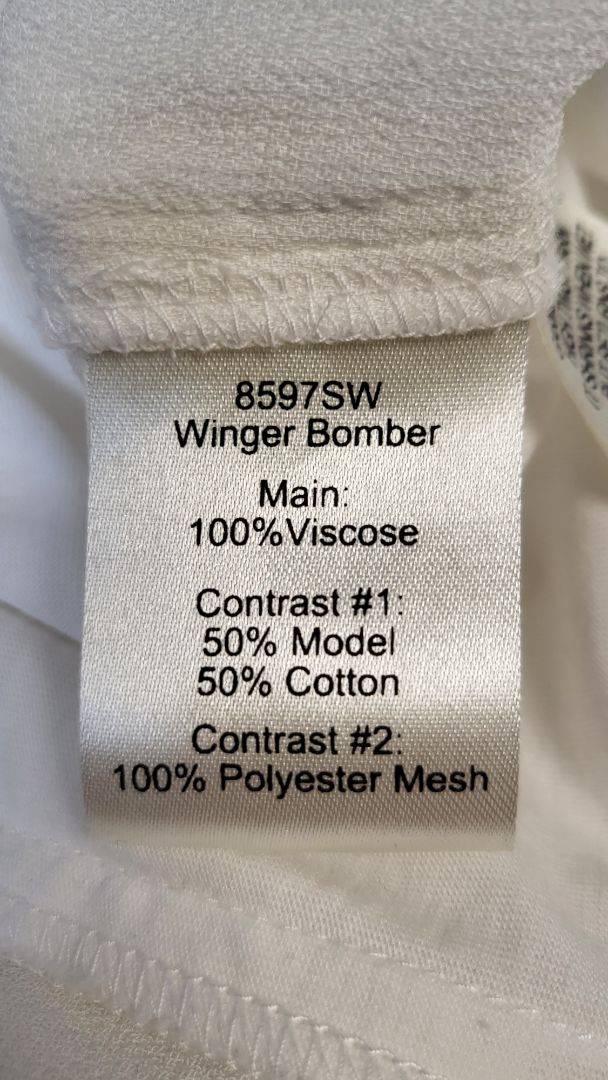 8597SW
Winger Bomber
Main:
100%Viscose
Contrast #1:
50% Model
50% Cotton
Contrast #2:
100% Polyester Mesh